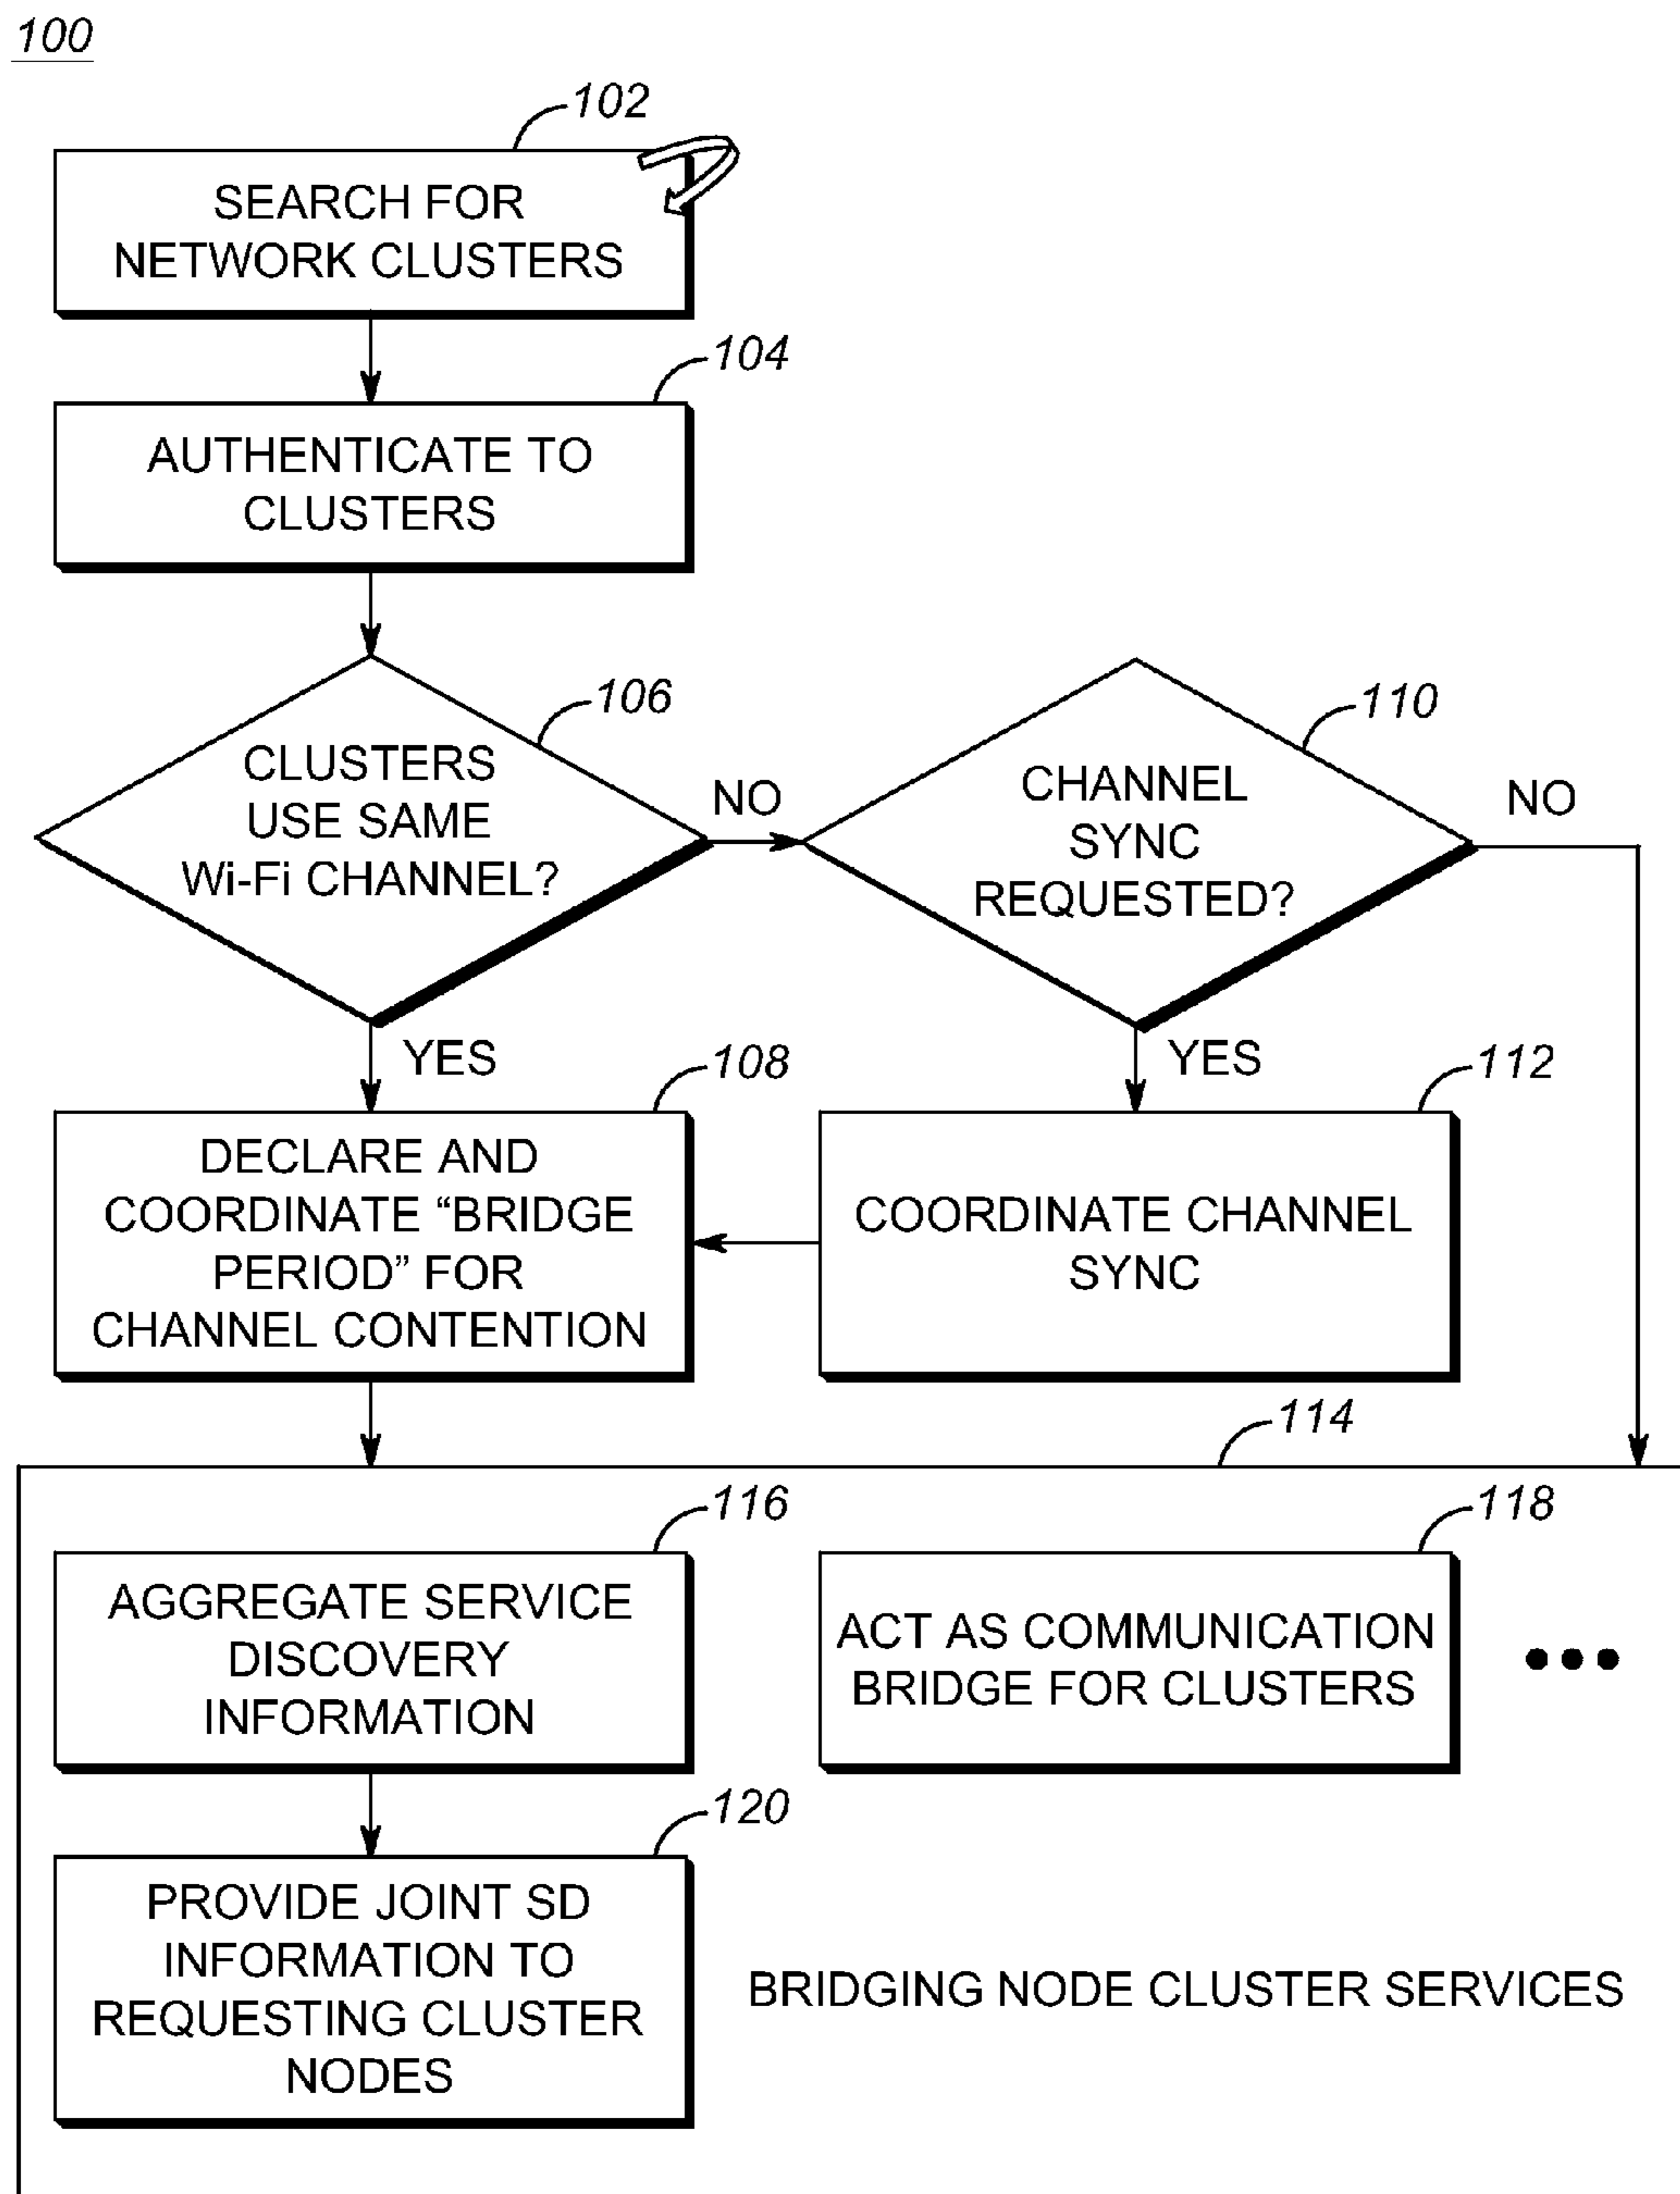 100
102
SEARCH FOR
NETWORK CLUSTERS
104
AUTHENTICATE TO
CLUSTERS
106
CLUSTERS
USE SAME
Wi-Fi CHANNEL?
NO
110
CHANNEL
SYNC
REQUESTED?
NO
YES
108
DECLARE AND
COORDINATE “BRIDGE
PERIOD” FOR
CHANNEL CONTENTION
YES
112
COORDINATE CHANNEL
SYNC
114
116
AGGREGATE SERVICE
DISCOVERY
INFORMATION
118
ACT AS COMMUNICATION
BRIDGE FOR CLUSTERS
120
PROVIDE JOINT SD
INFORMATION TO
REQUESTING CLUSTER
NODES
BRIDGING NODE CLUSTER SERVICES